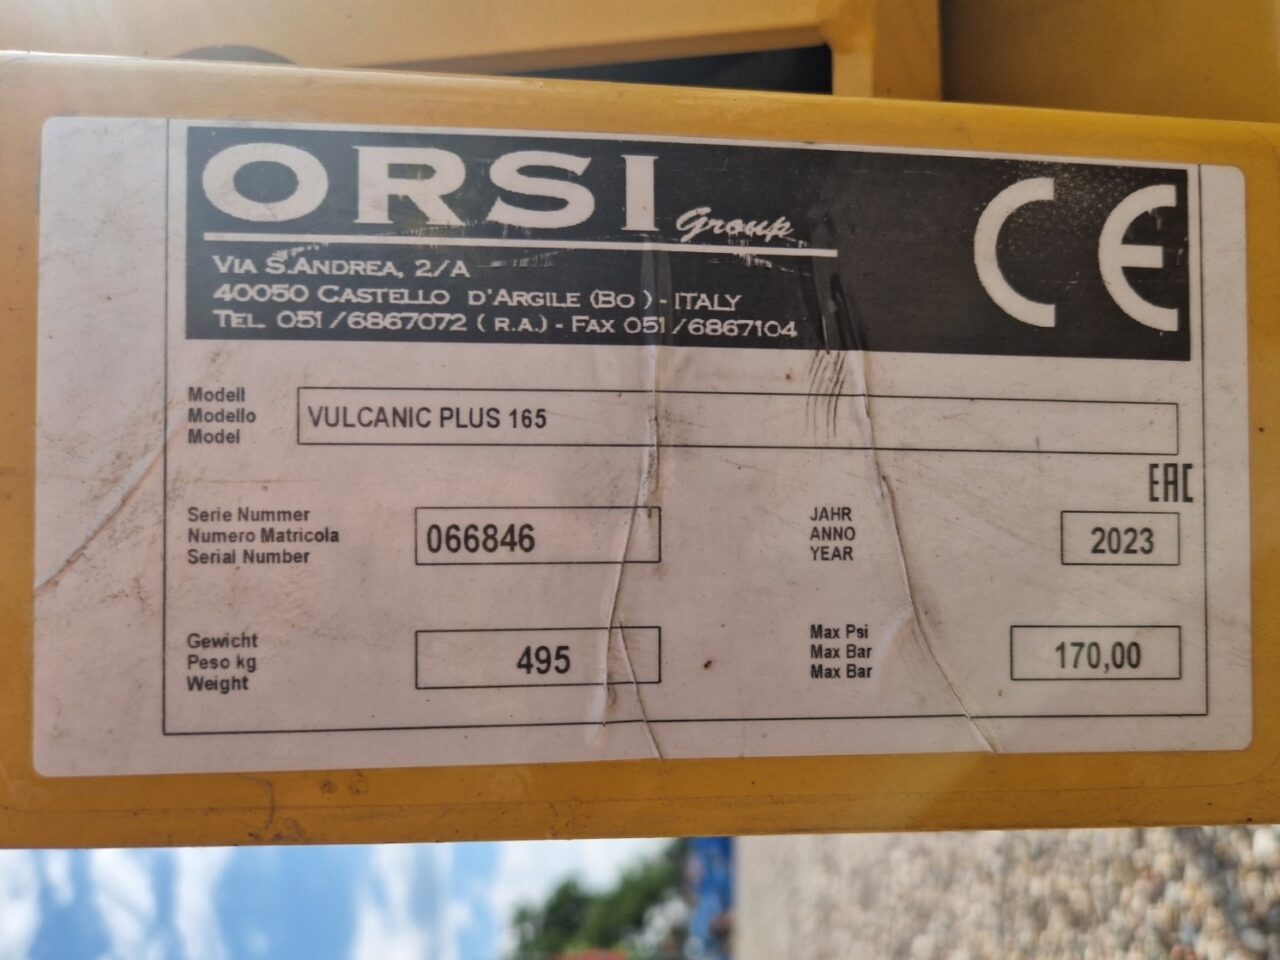 ORSI Group
CE
VIA S.ANDREA, 2/A
40050 CASTELLO D'ARGILE (BO) - ITALY
TEL. 051/6867072 ( R.A.) - FAX 051/6867104
Modell
Modello
Model
VULCANIC PLUS 165
EAC
Serie Nummer
Numero Matricola
Serial Number
066846
JAHR
ANNO
YEAR
2023
Gewicht
Peso kg
Weight
495
Max Psi
Max Bar
Max Bar
170,00